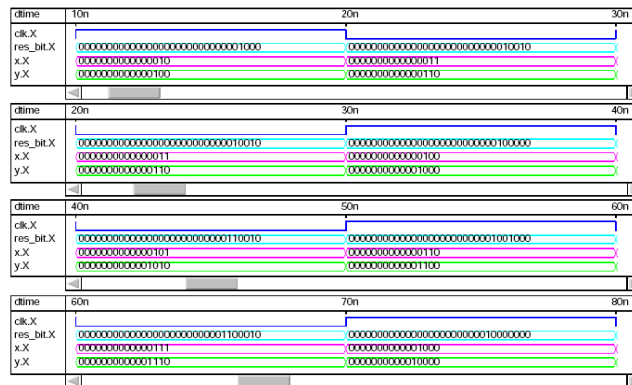 dtime 10n 20n 30n
clk.X
res_bit.X 00000000000000000000000000001000 00000000000000000000000000010010
x.X 0000000000000010 0000000000000011
y.X 0000000000000100 0000000000000110
dtime 20n 30n 40n
clk.X
res_bit.X 00000000000000000000000000010010 00000000000000000000000000100000
x.X 0000000000000011 0000000000000100
y.X 0000000000000110 0000000000001000
dtime 40n 50n 60n
clk.X
res_bit.X 00000000000000000000000000110010 00000000000000000000000001001000
x.X 0000000000000101 0000000000000110
y.X 0000000000001010 0000000000001100
dtime 60n 70n 80n
clk.X
res_bit.X 00000000000000000000000001100010 00000000000000000000000010000000
x.X 0000000000000111 0000000000001000
y.X 0000000000001110 0000000000010000